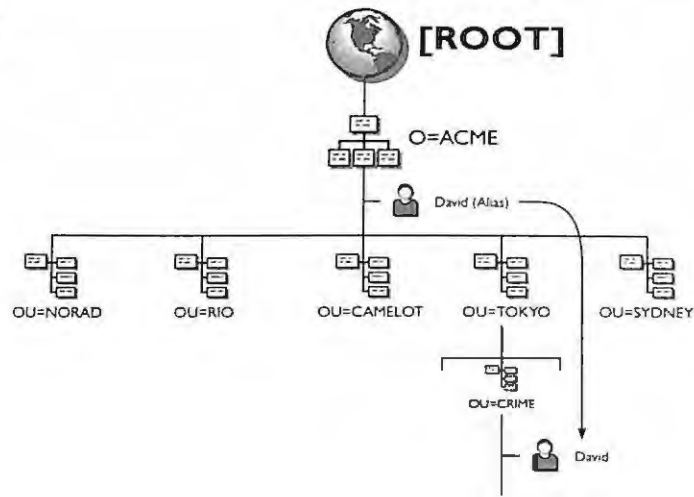 [ROOT]
O=ACME
David (Alias)
OU=NORAD
OU=RIO
OU=CAMELOT
OU=TOKYO
OU=SYDNEY
OU=CRIME
David